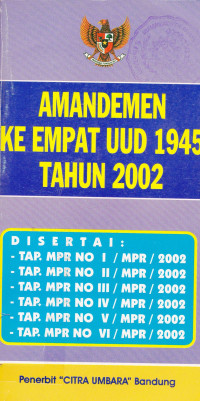 AMANDEMEN
KE EMPAT UUD 1945
TAHUN 2002
DISERTAI :
- TAP. MPR NO I / MPR / 2002
- TAP. MPR NO II / MPR / 2002
- TAP. MPR NO III / MPR / 2002
- TAP. MPR NO IV / MPR / 2002
- TAP. MPR NO V / MPR / 2002
- TAP. MPR NO VI / MPR / 2002
Penerbit "CITRA UMBARA" Bandung